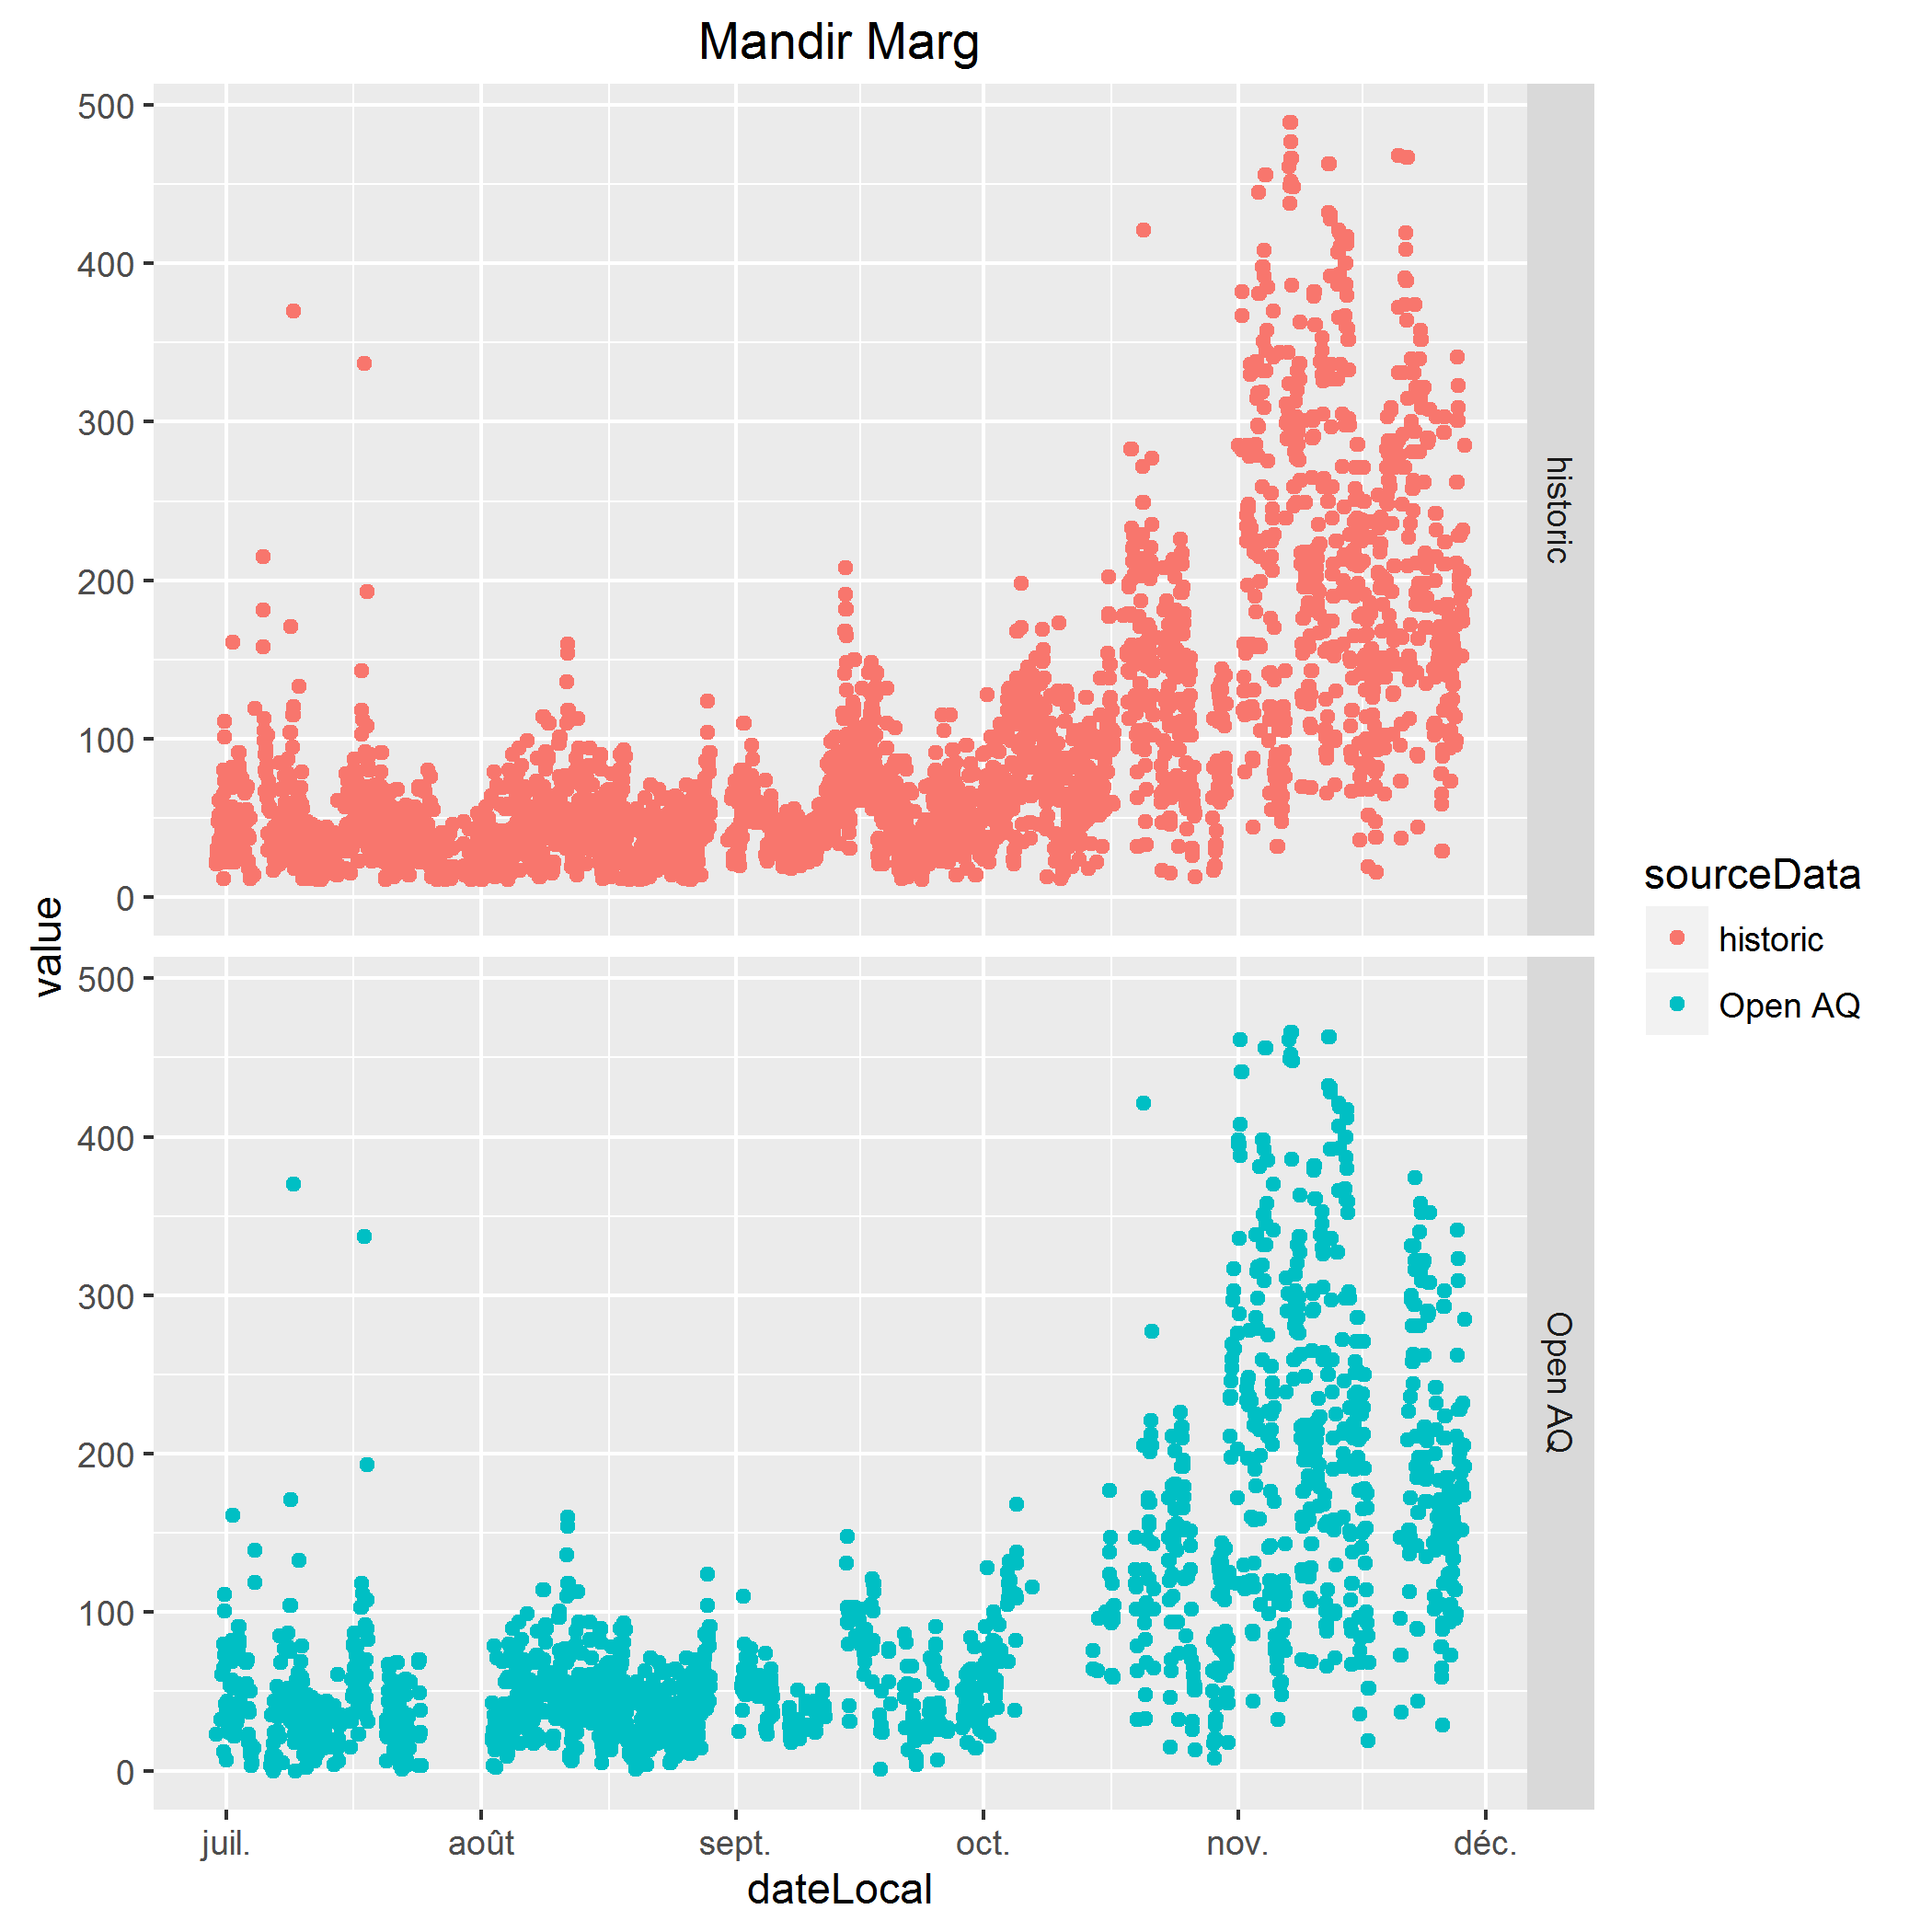 Mandir Marg
500
400
300
200
100
0
historic
500
400
300
200
100
0
Open AQ
value
juil.
août
sept.
oct.
nov.
déc.
dateLocal
sourceData
historic
Open AQ